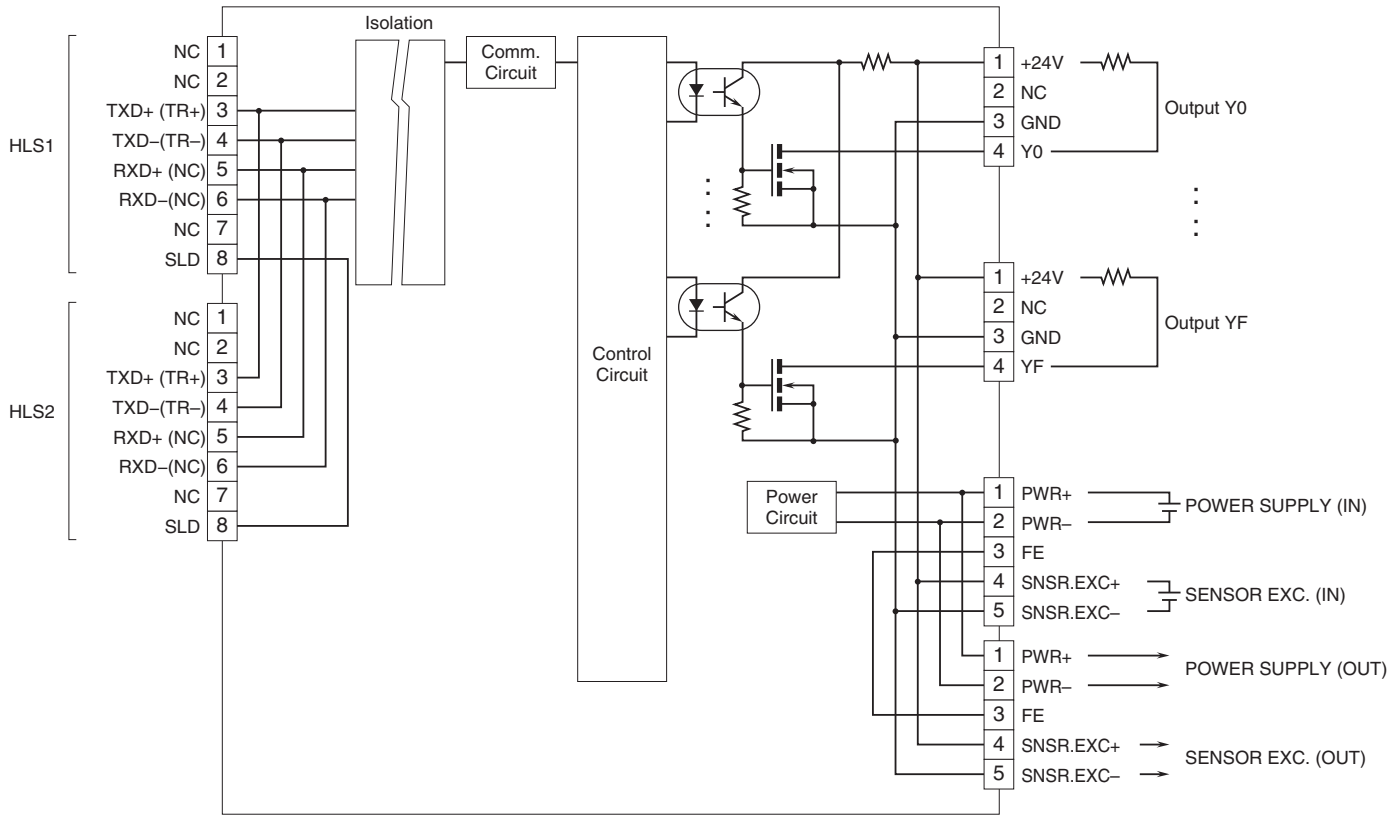 Isolation
Comm.
Circuit
Control
Circuit
Power
Circuit
HLS1
NC 1
NC 2
TXD+ (TR+) 3
TXD–(TR–) 4
RXD+ (NC) 5
RXD–(NC) 6
NC 7
SLD 8
HLS2
NC 1
NC 2
TXD+ (TR+) 3
TXD–(TR–) 4
RXD+ (NC) 5
RXD–(NC) 6
NC 7
SLD 8
1 +24V
2 NC
3 GND
4 Y0
Output Y0
1 +24V
2 NC
3 GND
4 YF
Output YF
1 PWR+
2 PWR–
POWER SUPPLY (IN)
3 FE
4 SNSR.EXC+
5 SNSR.EXC–
SENSOR EXC. (IN)
1 PWR+
2 PWR–
POWER SUPPLY (OUT)
3 FE
4 SNSR.EXC+
5 SNSR.EXC–
SENSOR EXC. (OUT)